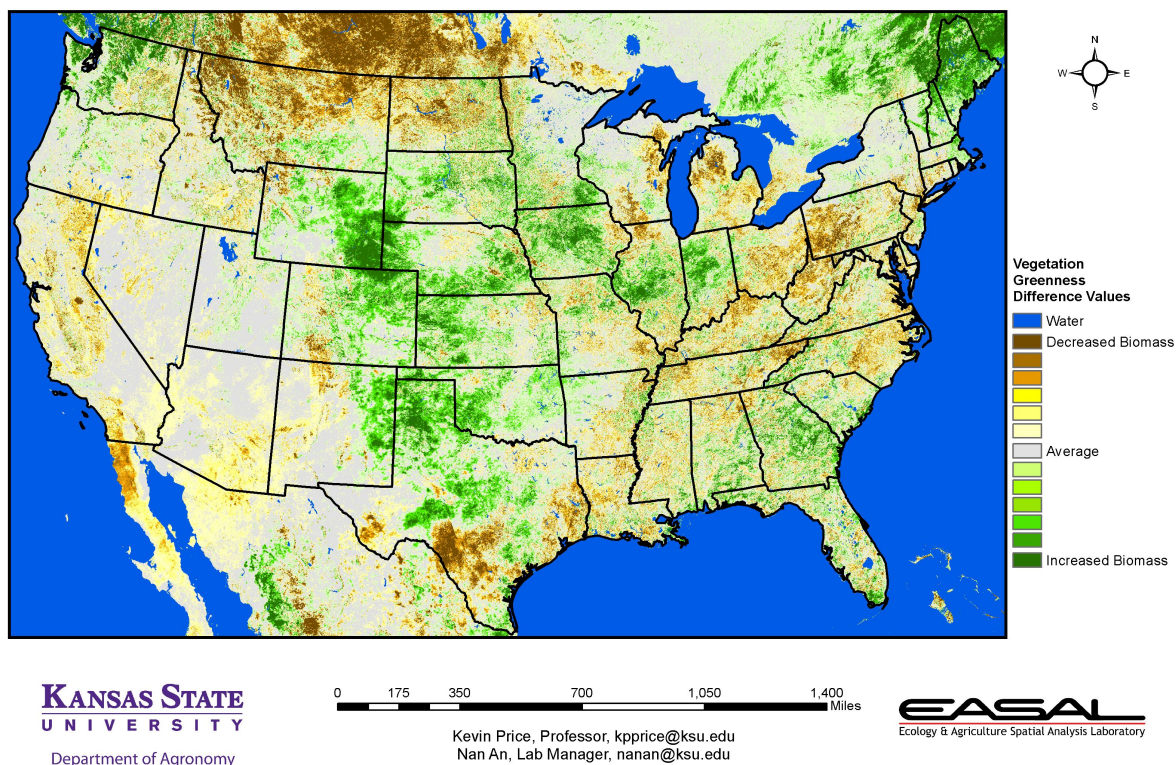 N
W E
S
Vegetation
Greenness
Difference Values
Water
Decreased Biomass
Average
Increased Biomass
KANSAS STATE
UNIVERSITY
Department of Agronomy
0 175 350 700 1,050 1,400
Miles
Kevin Price, Professor, kpprice@ksu.edu
Nan An, Lab Manager, nanan@ksu.edu
EASAL
Ecology & Agriculture Spatial Analysis Laboratory